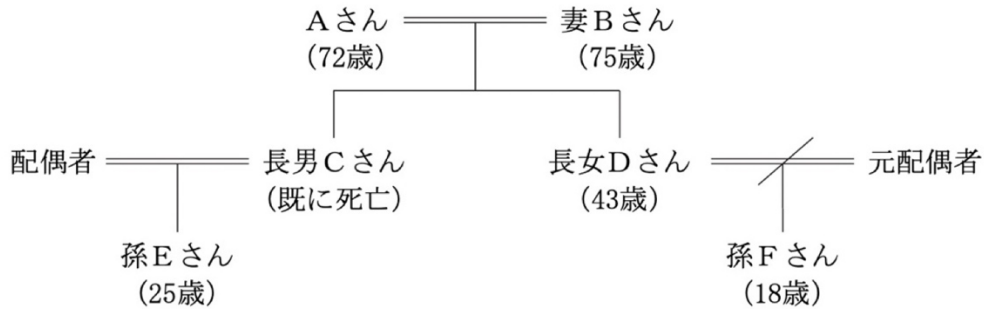 Aさん 妻Bさん
(72歳) (75歳)
配偶者 長男Cさん 長女Dさん 元配偶者
(既に死亡) (43歳)
孫Eさん 孫Fさん
(25歳) (18歳)